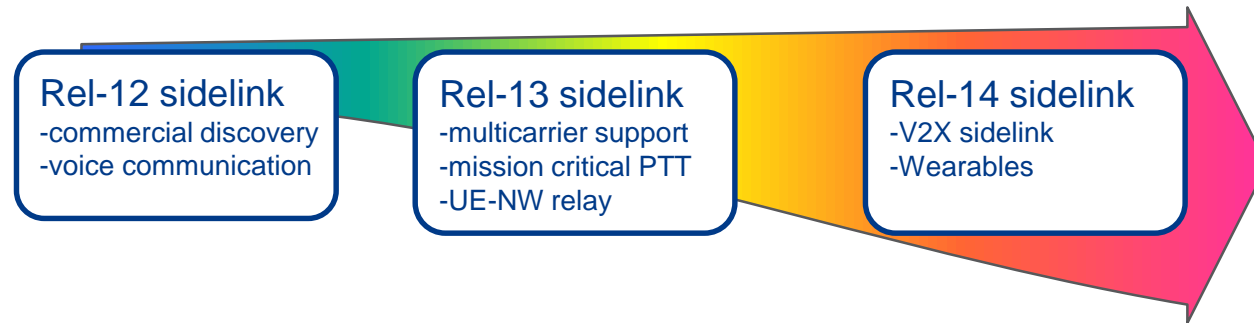 Rel-12 sidelink
-commercial discovery
-voice communication
Rel-13 sidelink
-multicarrier support
-mission critical PTT
-UE-NW relay
Rel-14 sidelink
-V2X sidelink
-Wearables